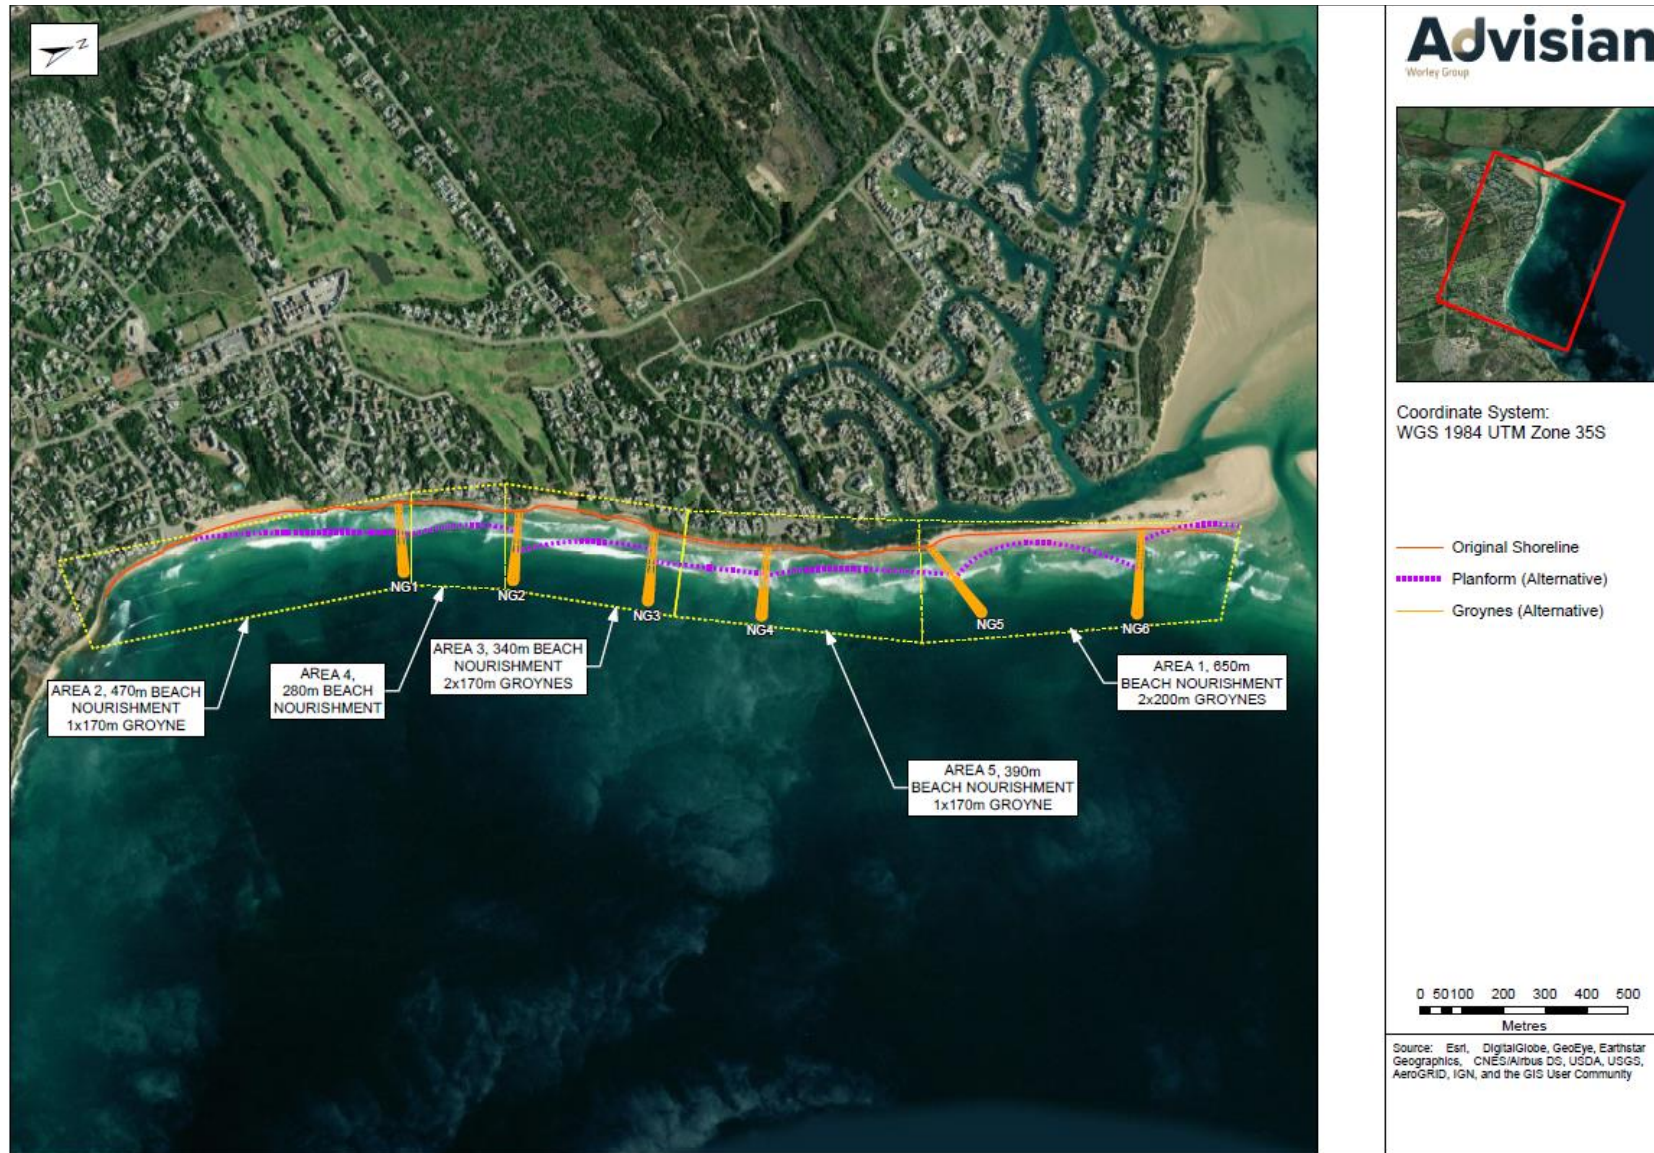 Z
Advisian
Worley Group
Coordinate System:
WGS 1984 UTM Zone 35S
Original Shoreline
Planform (Alternative)
Groynes (Alternative)
NG1
NG2
NG3
NG4
NG5
NG6
AREA 2, 470m BEACH
NOURISHMENT
1x170m GROYNE
AREA 4,
280m BEACH
NOURISHMENT
AREA 3, 340m BEACH
NOURISHMENT
2x170m GROYNES
AREA 5, 390m
BEACH NOURISHMENT
1x170m GROYNE
AREA 1, 650m
BEACH NOURISHMENT
2x200m GROYNES
0 50100 200 300 400 500
Metres
Source: Esri, DigitalGlobe, GeoEye, Earthstar
Geographics, CNES/Airbus DS, USDA, USGS,
AeroGRID, IGN, and the GIS User Community